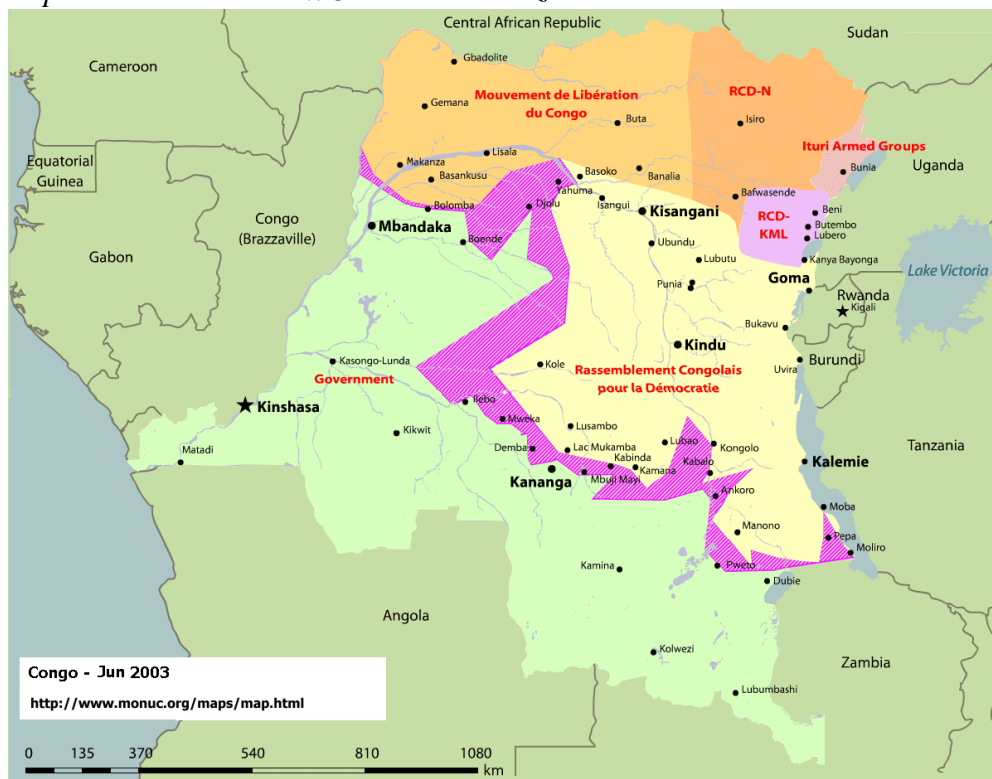 Central African Republic
Sudan
Cameroon
Gbadolite
RCD-N
Mouvement de Libération
du Congo
Gemana
Buta
Isiro
Ituri Armed Groups
Equatorial
Guinea
Lisala
Makanza
Basankusu
Basoko
Banalia
Bunia
Uganda
Yahuma
Bafwasende
Isangui
Congo
(Brazzaville)
Bolomba
Djolu
Kisangani
RCD-
KML
Beni
Mbandaka
Butembo
Lubero
Boende
Ubundu
Gabon
Lubutu
Kanya Bayonga
Goma
Lake Victoria
Punia
Rwanda
Kigali
Bukavu
Kindu
Kasongo-Lunda
Government
Kole
Rassemblement Congolais
pour la Démocratie
Burundi
Uvira
Kinshasa
Ilebo
Mweka
Lusambo
Kikwit
Matadi
Demba
Lac Mukamba
Lubao
Kongolo
Tanzania
Kabinda
Kamana
Kabalo
Kalemie
Kananga
Mbuji Mayi
Ankoro
Moba
Manono
Pepa
Moliro
Kamina
Pweto
Dubie
Angola
Kolwezi
Zambia
Lubumbashi
Congo - Jun 2003
http://www.monuc.org/maps/map.html
0 135 370 540 810 1080
km